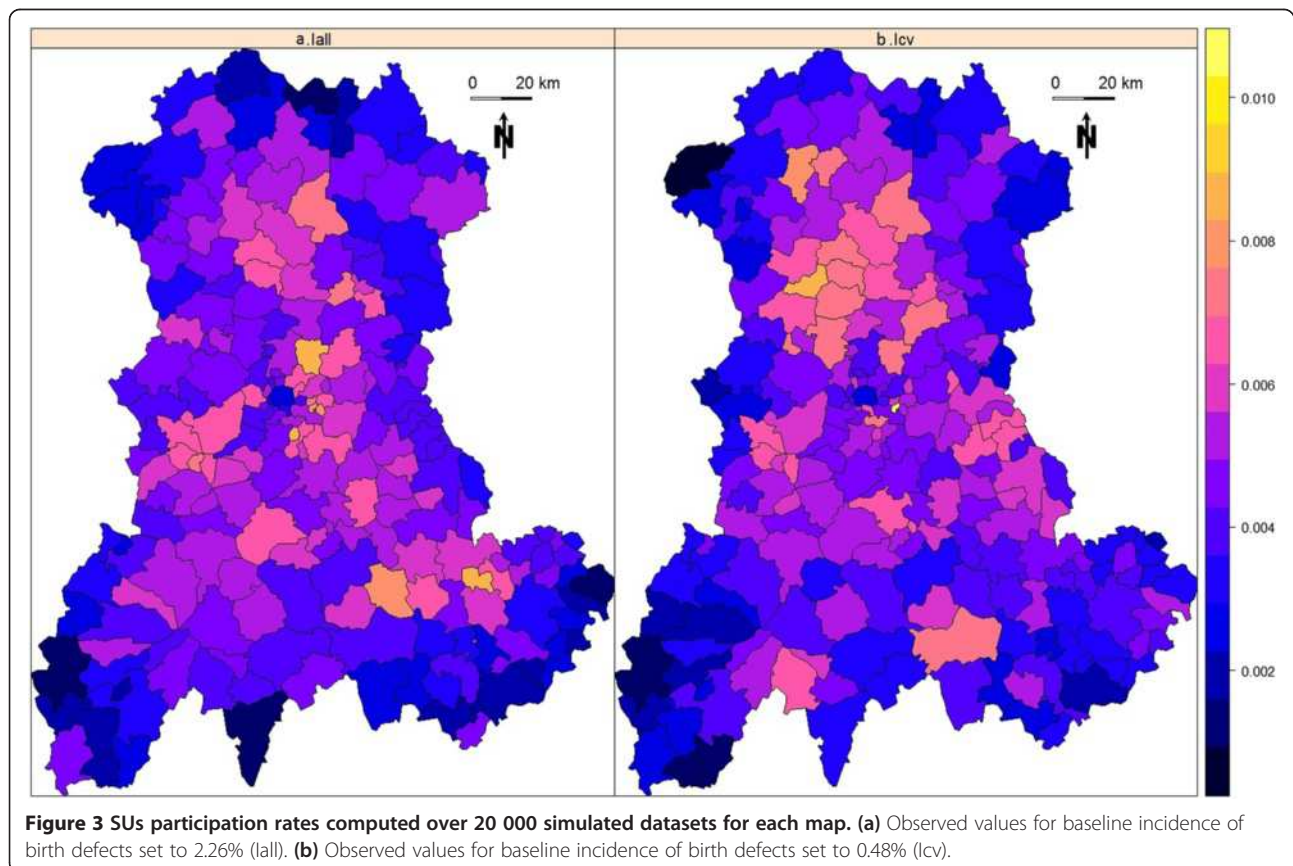 a.Iall
b.Icv
0 20 km
N
0 20 km
N
0.010
0.008
0.006
0.004
0.002
Figure 3 SUs participation rates computed over 20 000 simulated datasets for each map. (a) Observed values for baseline incidence of
birth defects set to 2.26% (Iall). (b) Observed values for baseline incidence of birth defects set to 0.48% (Icv).